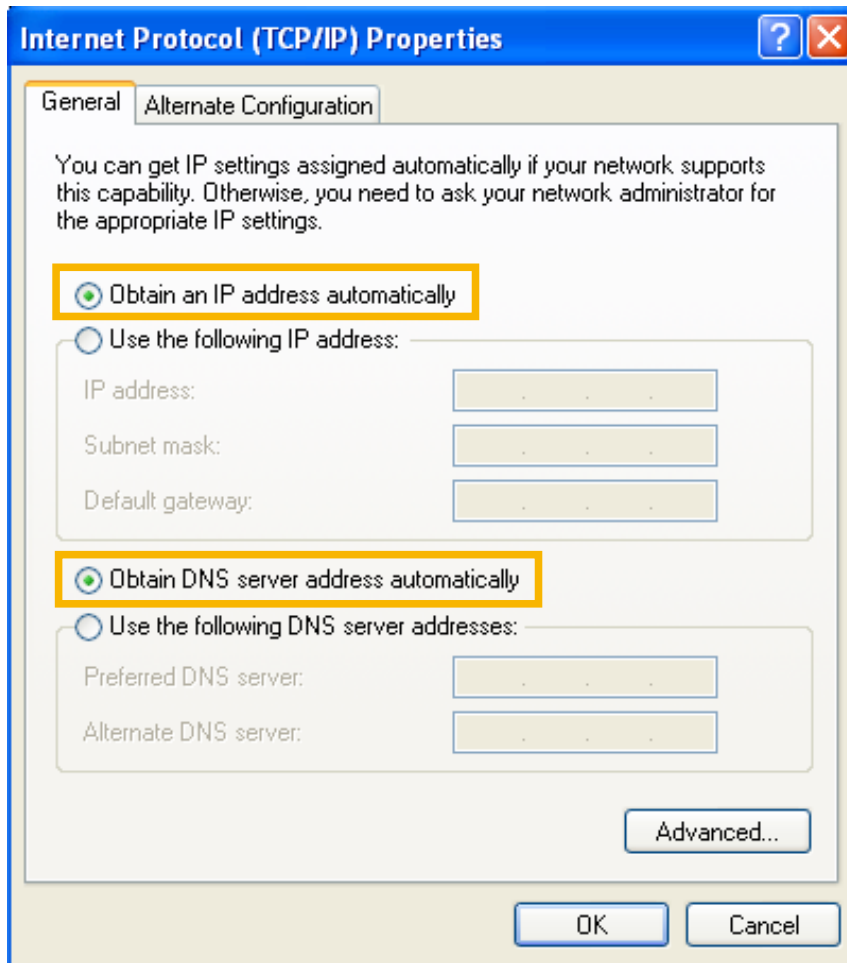 Internet Protocol (TCP/IP) Properties
General
Alternate Configuration
You can get IP settings assigned automatically if your network supports
this capability. Otherwise, you need to ask your network administrator for
the appropriate IP settings.
Obtain an IP address automatically
Use the following IP address:
IP address:
Subnet mask:
Default gateway:
Obtain DNS server address automatically
Use the following DNS server addresses:
Preferred DNS server:
Alternate DNS server:
Advanced...
OK
Cancel